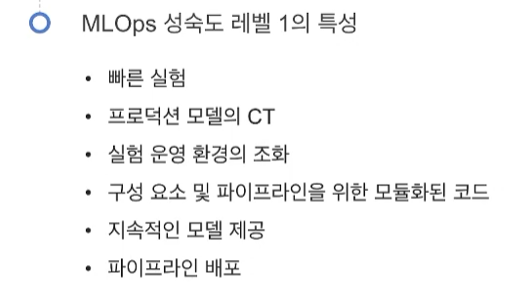 MLOps 성숙도 레벨 1의 특성
• 빠른 실험
• 프로덕션 모델의 CT
• 실험 운영 환경의 조화
• 구성 요소 및 파이프라인을 위한 모듈화된 코드
• 지속적인 모델 제공
• 파이프라인 배포